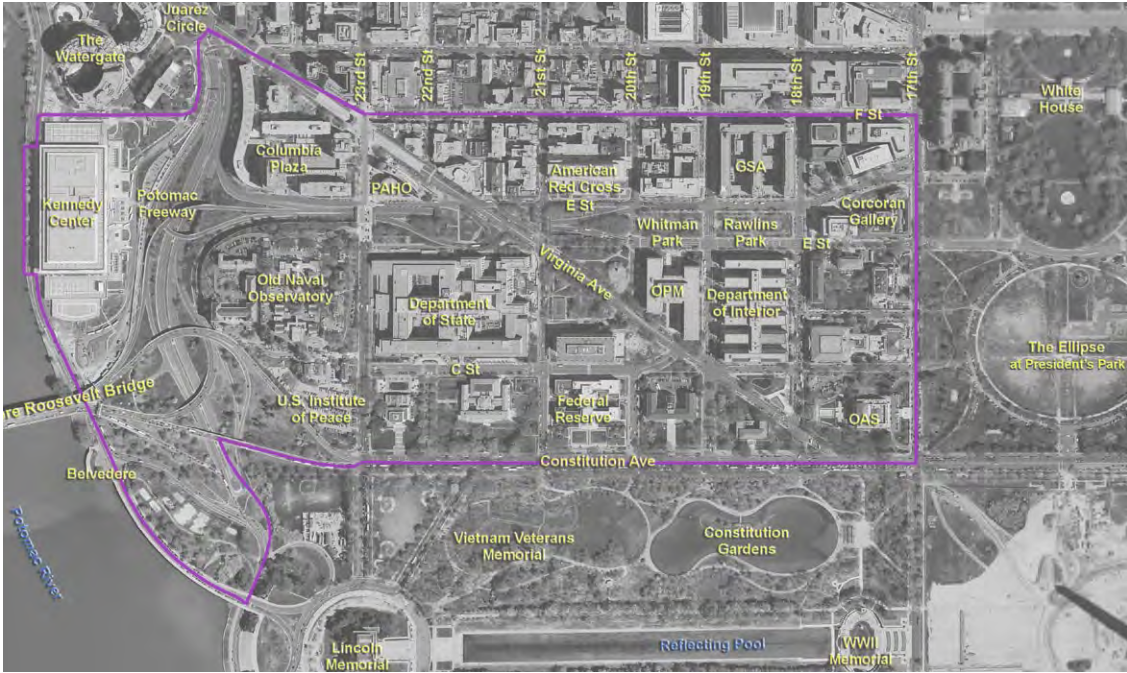 Juarez
Circle
The
Watergate
23rd St
22nd St
21st St
20th St
19th St
18th St
17th St
F St
White
House
Columbia
Plaza
American
Red Cross
GSA
PAHO
E St
Kennedy
Center
Potomac
Freeway
Corcoran
Gallery
Whitman
Park
Rawlins
Park
E St
Virginia Ave
Old Naval
Observatory
Department
of State
OPM
Department
of Interior
The Ellipse
at President's Park
C St
ore Roosevelt Bridge
U.S. Institute
of Peace
Federal
Reserve
OAS
Constitution Ave
Belvedere
Potomac River
Vietnam Veterans
Memorial
Constitution
Gardens
Lincoln
Memorial
Reflecting Pool
WWII
Memorial